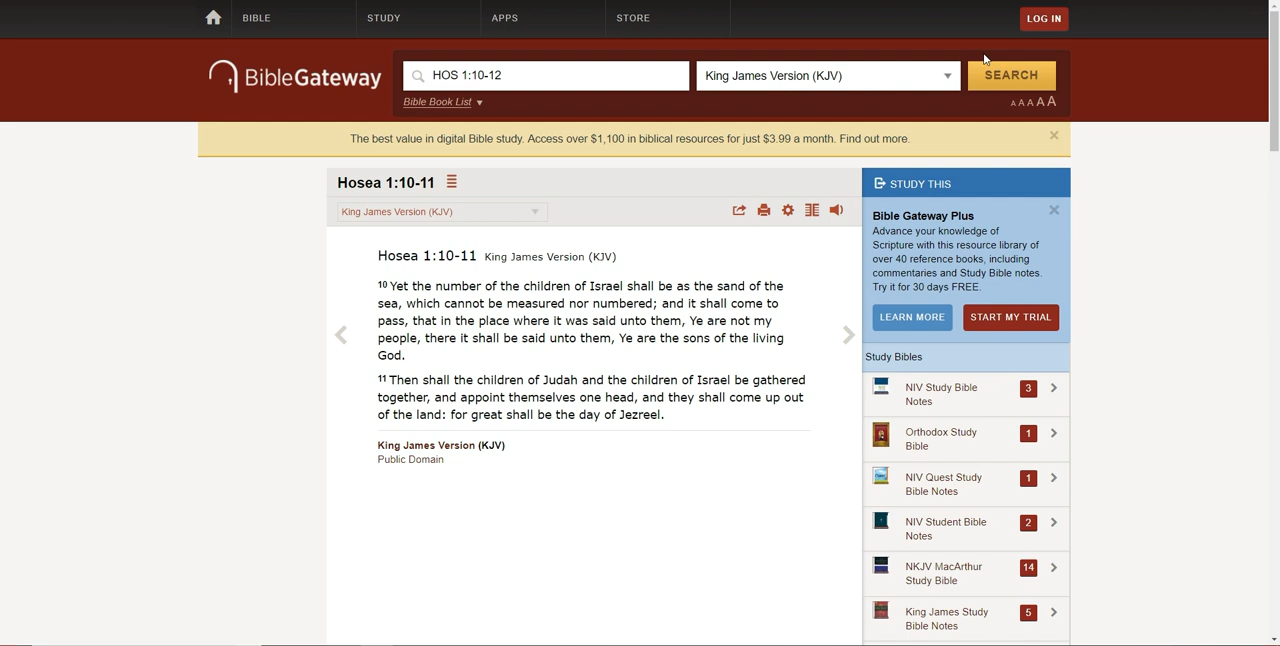 BIBLE
STUDY
APPS
STORE
LOG IN
BibleGateway
HOS 1:10-12
King James Version (KJV)
SEARCH
Bible Book List
A A A A A
The best value in digital Bible study. Access over $1,100 in biblical resources for just $3.99 a month. Find out more.
Hosea 1:10-11
King James Version (KJV)
Hosea 1:10-11 King James Version (KJV)
10 Yet the number of the children of Israel shall be as the sand of the
sea, which cannot be measured nor numbered; and it shall come to
pass, that in the place where it was said unto them, Ye are not my
people, there it shall be said unto them, Ye are the sons of the living
God.
11 Then shall the children of Judah and the children of Israel be gathered
together, and appoint themselves one head, and they shall come up out
of the land: for great shall be the day of Jezreel.
King James Version (KJV)
Public Domain
STUDY THIS
Bible Gateway Plus
Advance your knowledge of
Scripture with this resource library of
over 40 reference books, including
commentaries and Study Bible notes.
Try it for 30 days FREE.
LEARN MORE
START MY TRIAL
Study Bibles
NIV Study Bible
Notes
3
Orthodox Study
Bible
1
NIV Quest Study
Bible Notes
1
NIV Student Bible
Notes
2
NKJV MacArthur
Study Bible
14
King James Study
Bible Notes
5